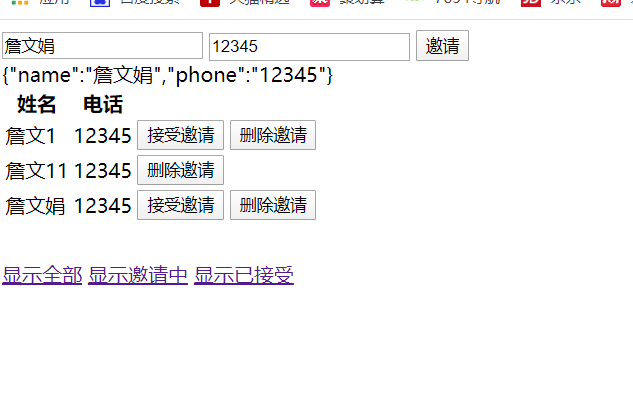 詹文娟 12345 邀请
{"name":"詹文娟","phone":"12345"}
姓名 电话
詹文1 12345 接受邀请 删除邀请
詹文11 12345 删除邀请
詹文娟 12345 接受邀请 删除邀请
显示全部 显示邀请中 显示已接受